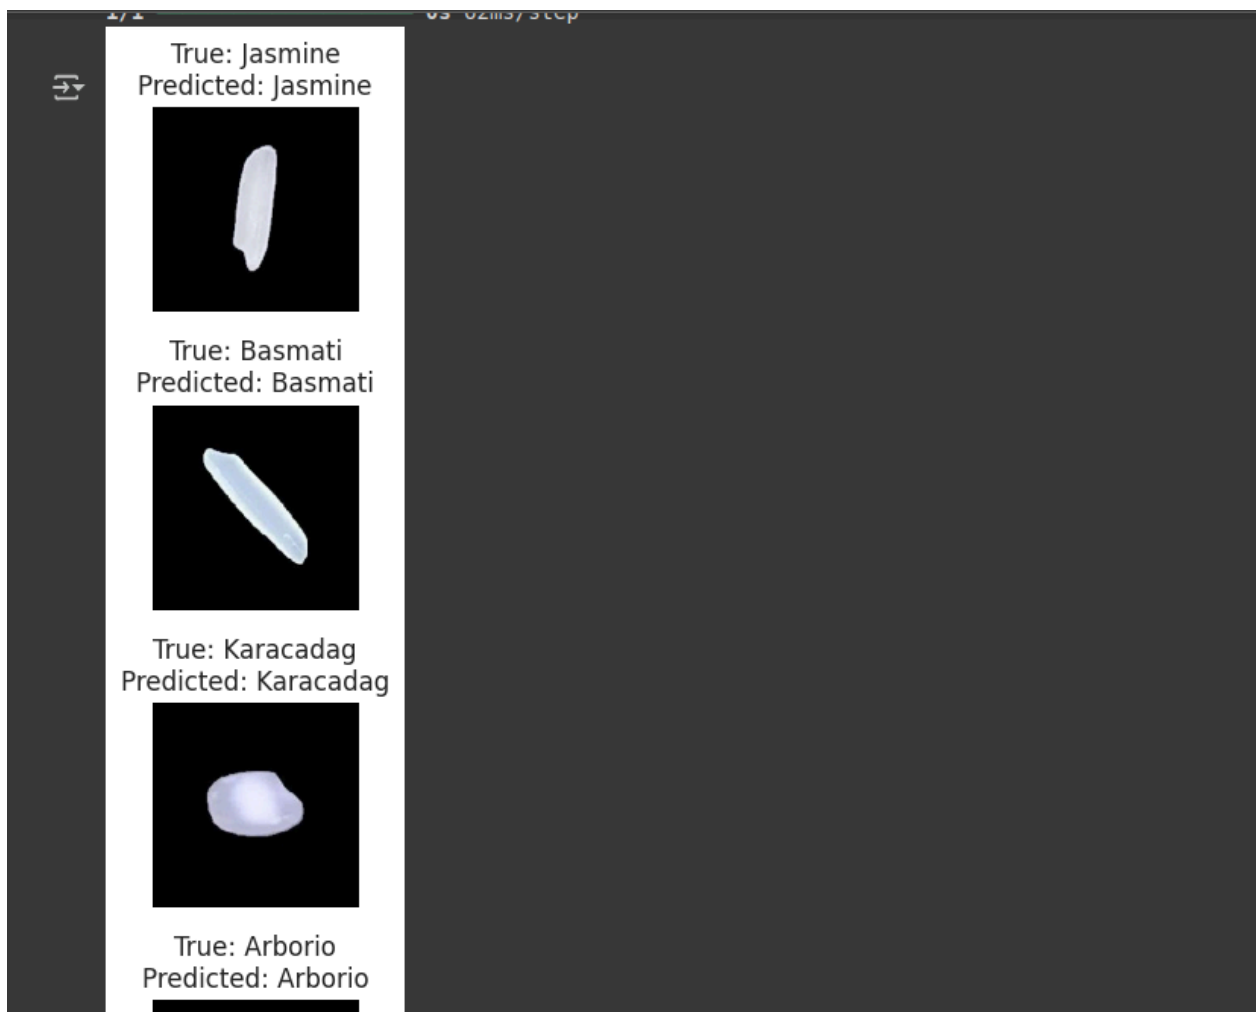 True: Jasmine
Predicted: Jasmine
True: Basmati
Predicted: Basmati
True: Karacadag
Predicted: Karacadag
True: Arborio
Predicted: Arborio